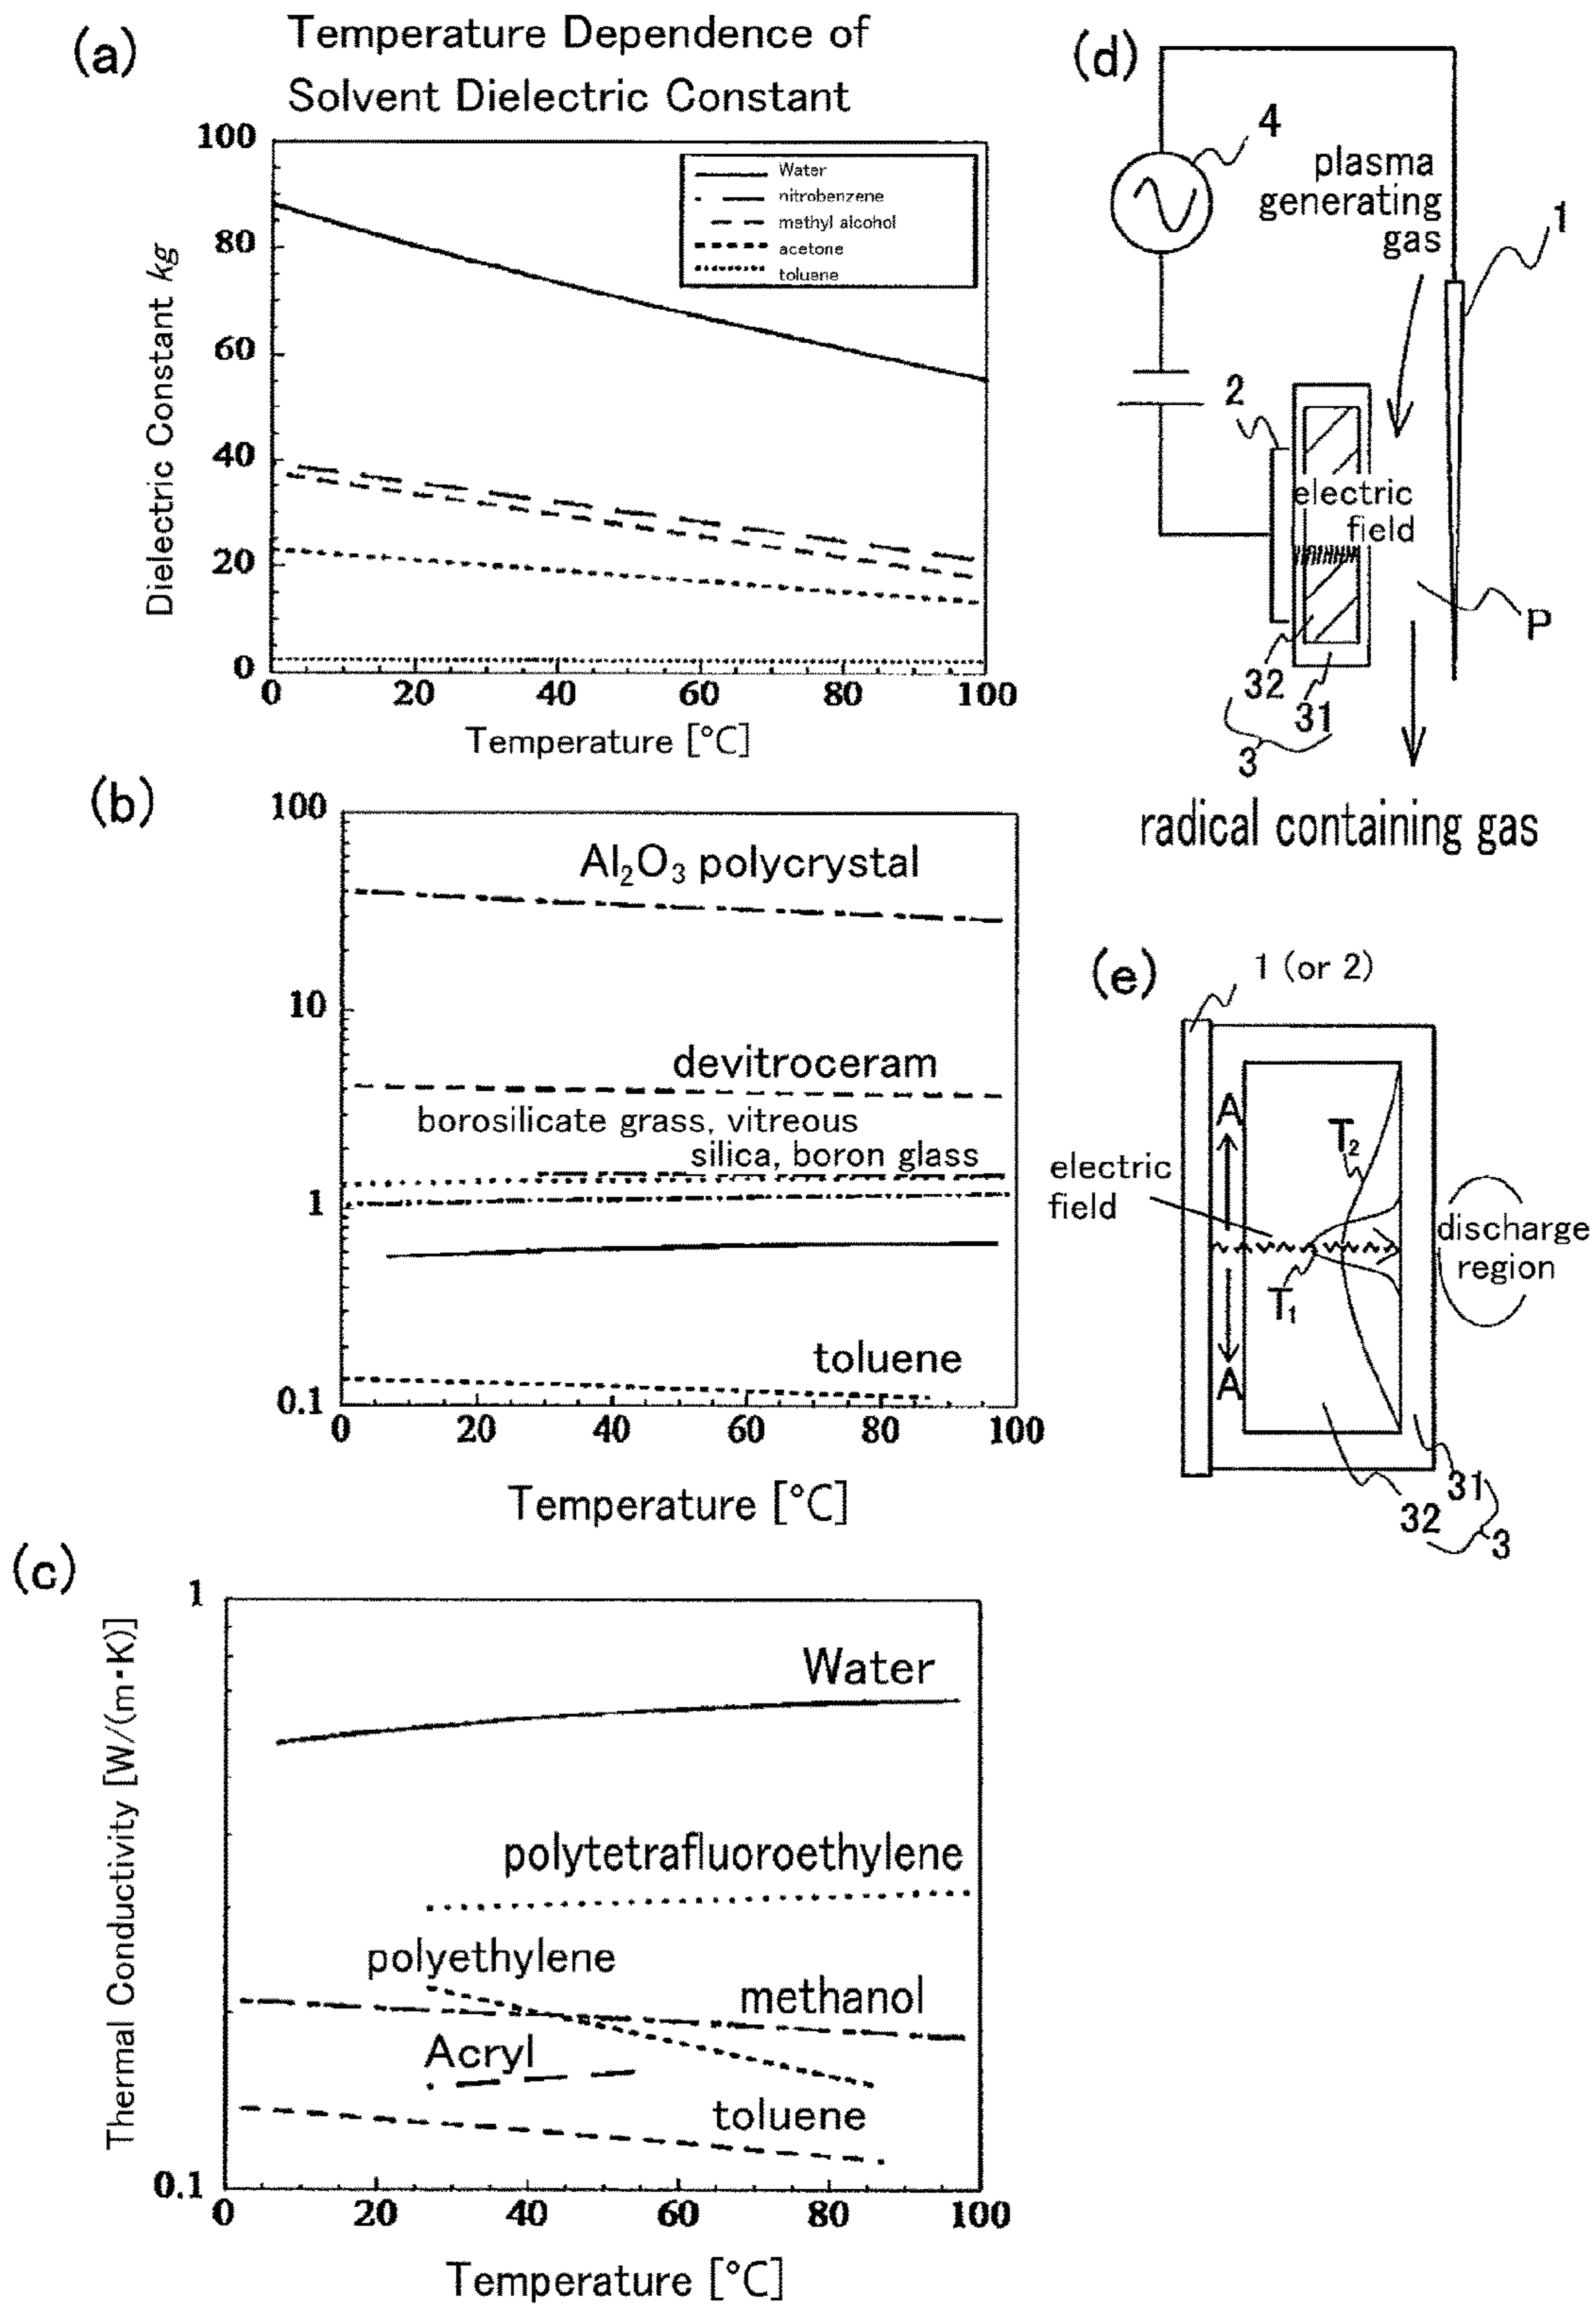 (a)
Temperature Dependence of
Solvent Dielectric Constant
Dielectric Constant kg
100
80
60
40
20
0
Water
nitrobenzene
methyl alcohol
acetone
toluene
0 20 40 60 80 100
Temperature [°C]
(b)
100
10
1
0.1
Al₂O₃ polycrystal
devitroceram
borosilicate grass, vitreous
silica, boron glass
toluene
0 20 40 60 80 100
Temperature [°C]
(c)
Thermal Conductivity [W/(m・K)]
1
0.1
Water
polytetrafluoroethylene
polyethylene
methanol
Acryl
toluene
0 20 40 60 80 100
Temperature [°C]
(d)
4
plasma
generating
gas
1
2
electric
field
P
32
31
3
radical containing gas
(e)
1 (or 2)
A
T₂
electric
field
discharge
region
T₁
A
31
32
3